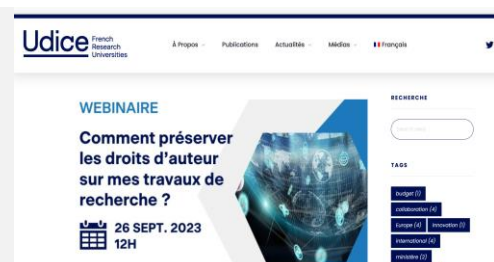 Udice French
Research
Universities
À Propos
Publications
Actualités
Médias
Français
WEBINAIRE
Comment préserver
les droits d'auteur
sur mes travaux de
recherche ?
26 SEPT. 2023
12H
RECHERCHE
TAGS
budget (1)
collaboration (4)
Europe (4)
Innovation (1)
International (4)
ministère (2)